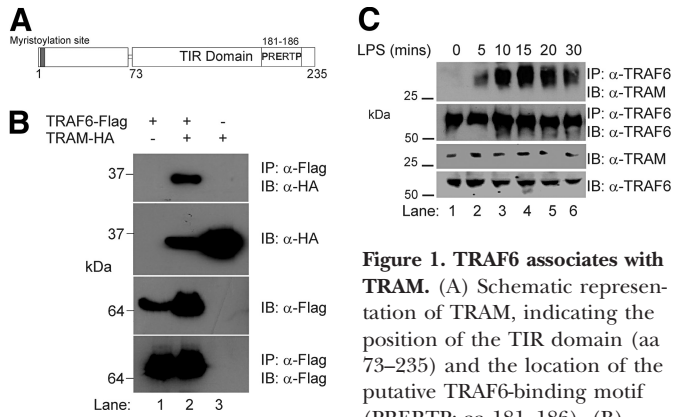 A
Myristoylation site
181-186
TIR Domain
PRERTP
1
73
235
B
TRAF6-Flag + + -
TRAM-HA - + +
37
IP: α-Flag
IB: α-HA
37
IB: α-HA
kDa
64
IB: α-Flag
64
IP: α-Flag
IB: α-Flag
Lane: 1 2 3
C
LPS (mins) 0 5 10 15 20 30
IP: α-TRAF6
IB: α-TRAM
25
kDa
IP: α-TRAF6
IB: α-TRAF6
50
25
IB: α-TRAM
50
IB: α-TRAF6
Lane: 1 2 3 4 5 6
Figure 1. TRAF6 associates with
TRAM. (A) Schematic represen-
tation of TRAM, indicating the
position of the TIR domain (aa
73–235) and the location of the
putative TRAF6-binding motif
(PRERTP; aa 181–186). (B)